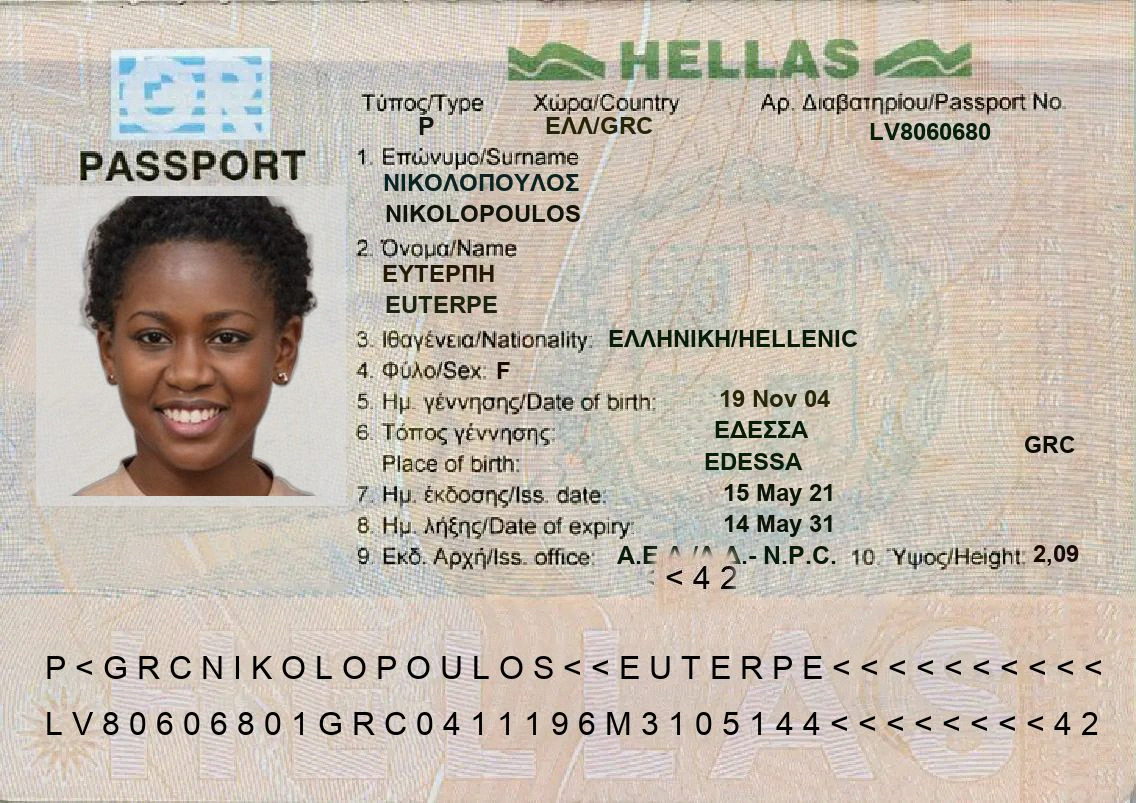 GR
HELLAS
PASSPORT
Τύπος/Type Χώρα/Country Αρ. Διαβατηρίου/Passport No.
P ΕΛΛ/GRC LV8060680
1. Επώνυμο/Surname
ΝΙΚΟΛΟΠΟΥΛΟΣ
NIKOLOPOULOS
2. Όνομα/Name
ΕΥΤΕΡΠΗ
EUTERPE
3. Ιθαγένεια/Nationality: ΕΛΛΗΝΙΚΗ/HELLENIC
4. Φύλο/Sex: F
5. Ημ. γέννησης/Date of birth: 19 Nov 04
6. Τόπος γέννησης: ΕΔΕΣΣΑ
GRC
Place of birth: EDESSA
7. Ημ. έκδοσης/Iss. date: 15 May 21
8. Ημ. λήξης/Date of expiry: 14 May 31
9 Εκδ. Αρχή/Iss. office: - N.P.C. 10. Ύψος/Height: 2,09
<42
HELLAS
P<GRCNIKOLOPOULOS<<EUTERPE<<<<<<<<<<
LV80606801GRC0411196M3105144<<<<<<<<42